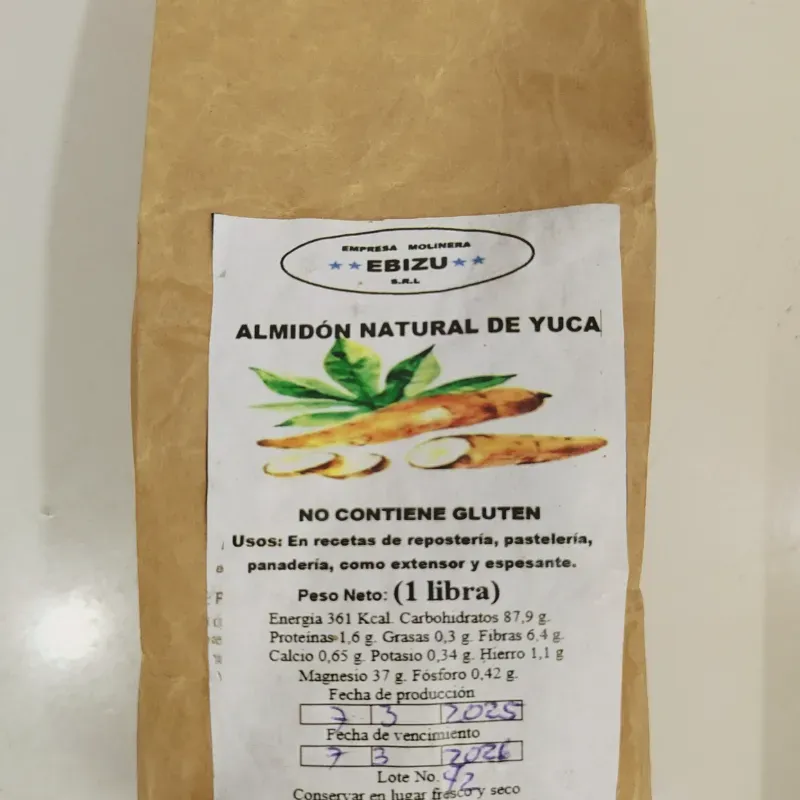 EMPRESA MOLINERA
EBIZU
S.R.L
ALMIDÓN NATURAL DE YUCA
NO CONTIENE GLUTEN
Usos: En recetas de repostería, pastelería,
panadería, como extensor y espesante.
Peso Neto: (1 libra)
Energía 361 Kcal. Carbohidratos 87,9 g.
Proteinas 1,6 g. Grasas 0,3 g. Fibras 6,4 g.
Calcio 0,65 g. Potasio 0,34 g. Hierro 1,1 g
Magnesio 37 g. Fósforo 0,42 g.
Fecha de producción
7 3 2025
Fecha de vencimiento
7 3 2026
Lote No. 42
Conservar en lugar fresco y seco